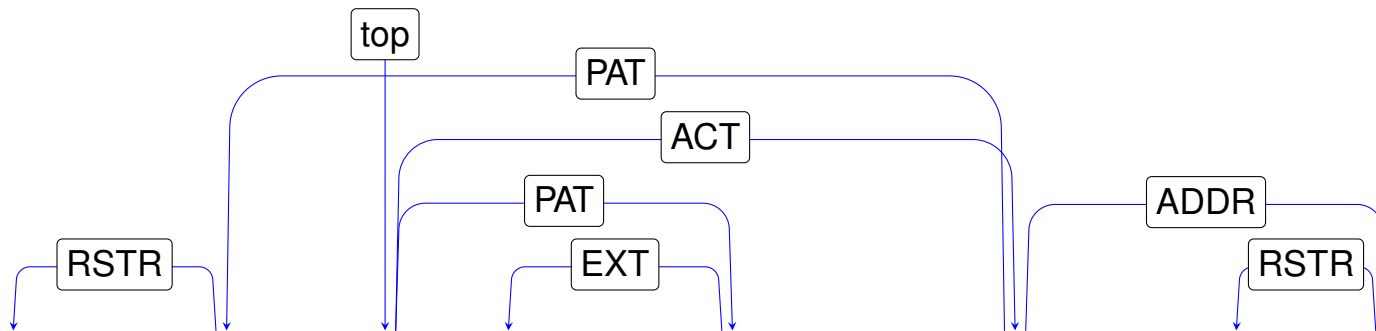 top
PAT
ACT
PAT
ADDR
RSTR EXT RSTR